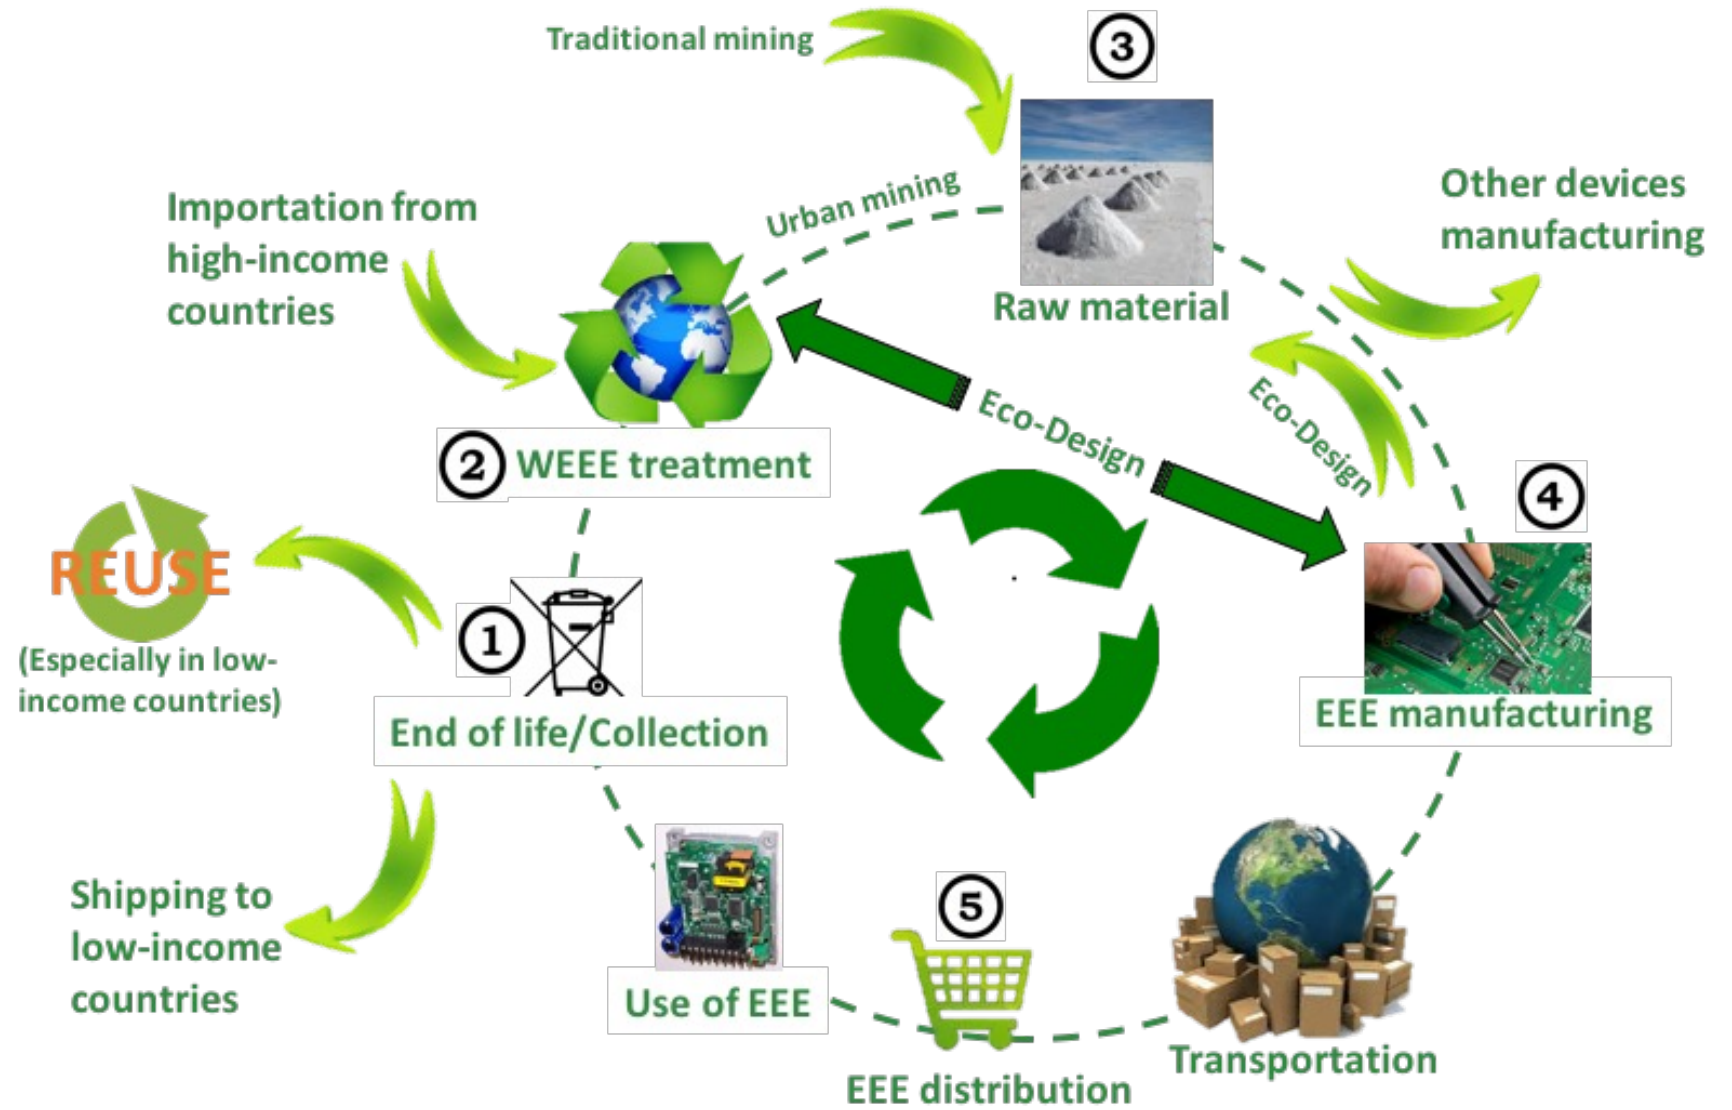 Traditional mining
3
Urban mining
Raw material
Other devices
manufacturing
Importation from
high-income
countries
2
WEEE treatment
Eco-Design
Eco-Design
4
EEE manufacturing
REUSE
(Especially in low-
income countries)
1
End of life/Collection
Shipping to
low-income
countries
Use of EEE
5
EEE distribution
Transportation